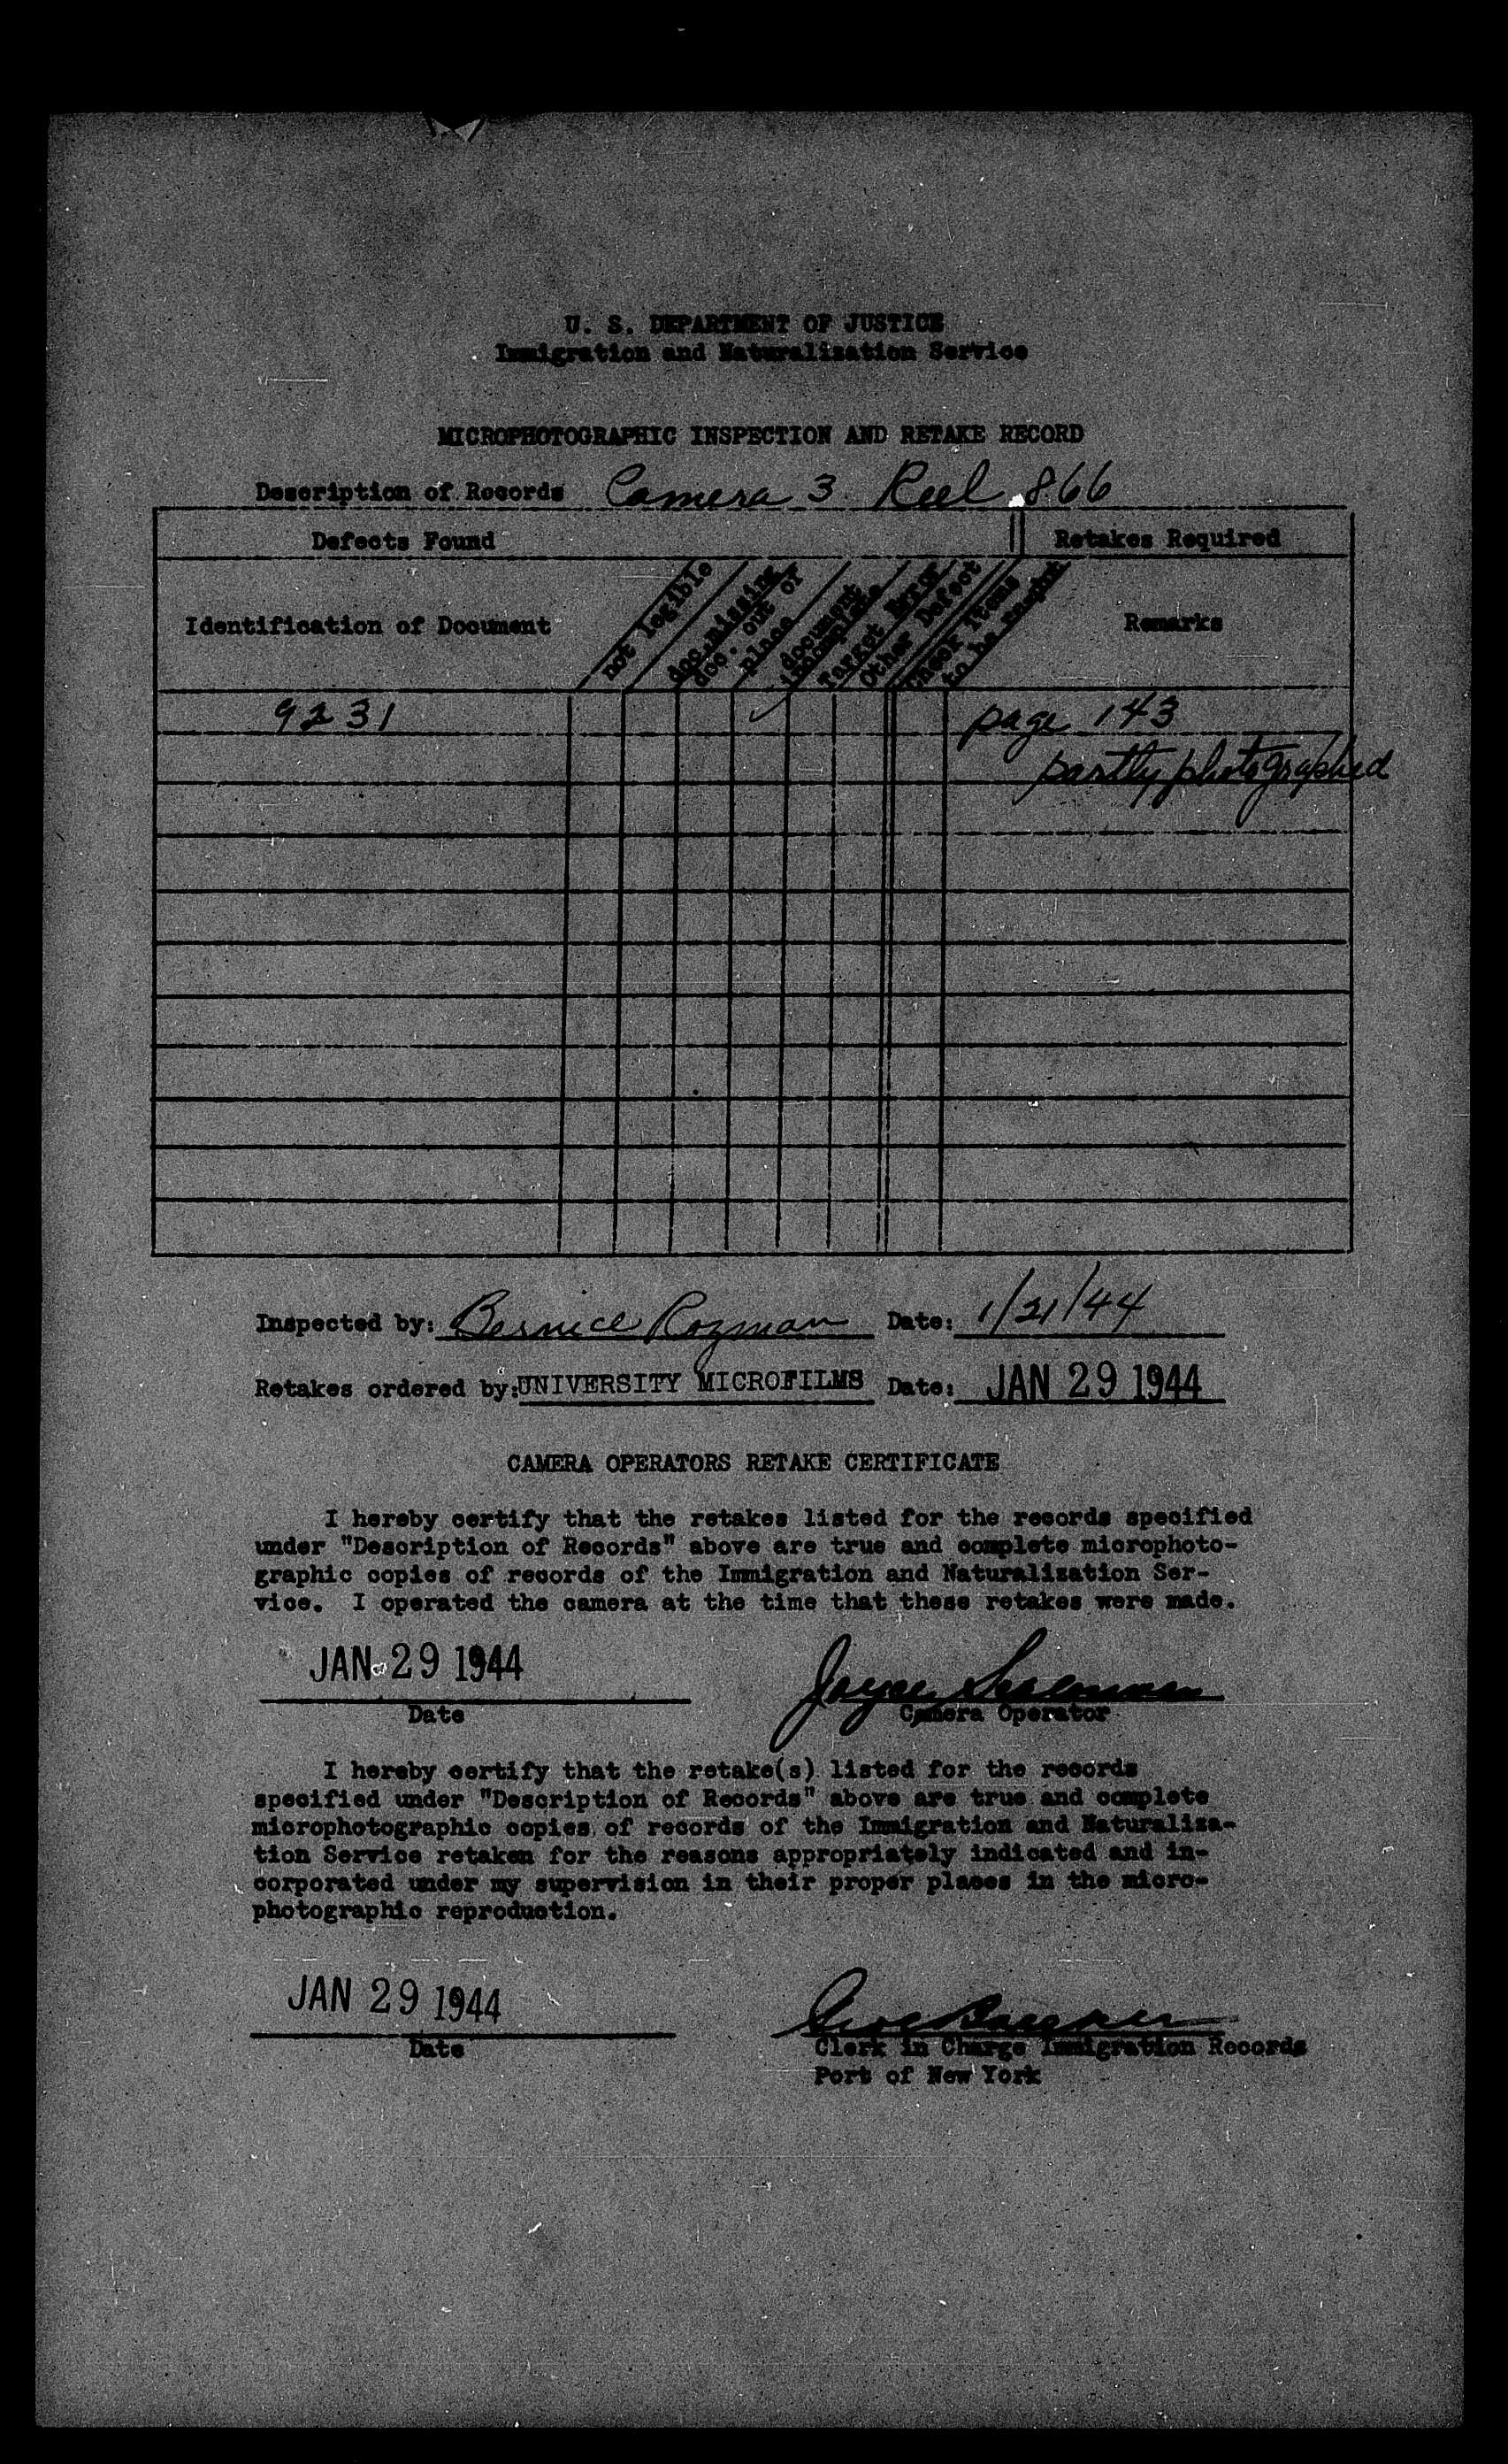 U. S. DEPARTMENT OF JUSTICE
Immigration and Naturalization Service
MICROPHOTOGRAPHIC INSPECTION AND RETAKE RECORD
Description of Records Camera 3 Reel 866
Defects Found Retakes Required
Identification of Document
not legible
doc. missing
doc. out of
place
document
incomplete
Target Error
Other Defect
Check items
to be retaken
Remarks
9231 ✓ page 143
partly photographed
Inspected by: Bernice Rozman Date: 1/21/44
Retakes ordered by: UNIVERSITY MICROFILMS Date: JAN 29 1944
CAMERA OPERATORS RETAKE CERTIFICATE
I hereby certify that the retakes listed for the records specified
under "Description of Records" above are true and complete microphoto-
graphic copies of records of the Immigration and Naturalization Ser-
vice. I operated the camera at the time that these retakes were made.
JAN 29 1944 Joyce
Date Camera Operator
I hereby certify that the retake(s) listed for the records
specified under "Description of Records" above are true and complete
microphotographic copies of records of the Immigration and Naturaliza-
tion Service retaken for the reasons appropriately indicated and in-
corporated under my supervision in their proper places in the micro-
photographic reproduction.
JAN 29 1944
Date Clerk in Charge Immigration Records
Port of New York